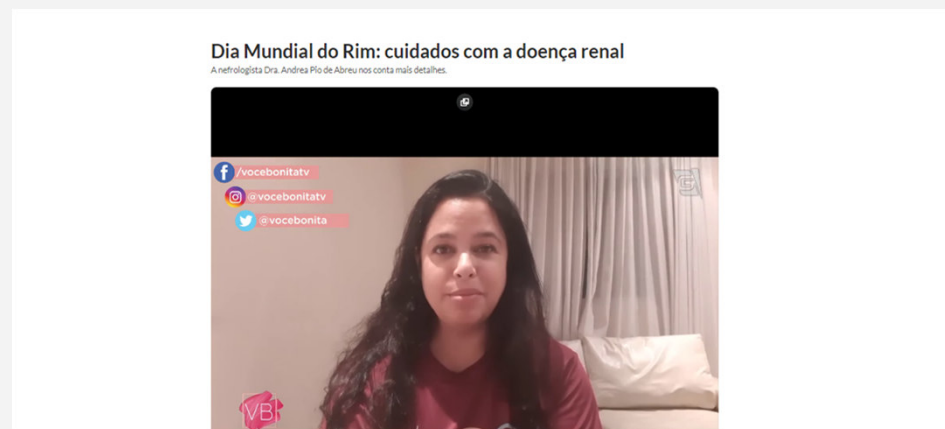 Dia Mundial do Rim: cuidados com a doença renal
A nefrologista Dra. Andrea Pio de Abreu nos conta mais detalhes.
/vocebonitatv
@vocebonitatv
@vocebonita
G
VB